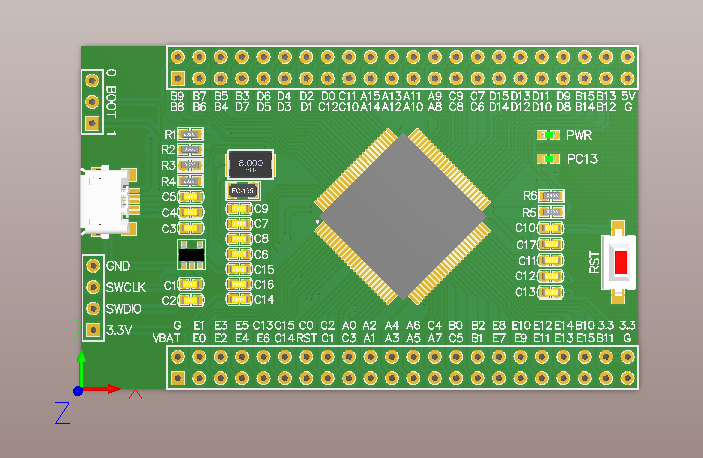 B9 B7 B5 B3 D6 D4 D2 D0 C11 A15 A13 A11 A9 C9 C7 D15 D13 D11 D9 B15 B13 5V
B8 B6 B4 D7 D5 D3 D1 C12 C10 A14 A12 A10 A8 C8 C6 D14 D12 D10 D8 B14 B12 G
0
BOOT
1
R1
R2
R3
R4
C5
C4
C3
C1
C2
8.000
C9
C7
C8
C6
C15
C16
C14
PWR
PC13
R6
R5
C10
C17
C11
C12
C13
RST
GND
SWCLK
SWDIO
3.3V
G E1 E3 E5 C13 C15 C0 C2 A0 A2 A4 A6 C4 B0 B2 E8 E10 E12 E14 B10 3.3 3.3
VBAT E0 E2 E4 E6 C14 RST C1 C3 A1 A3 A5 A7 C5 B1 E7 E9 E11 E13 E15 B11 G
Z
X